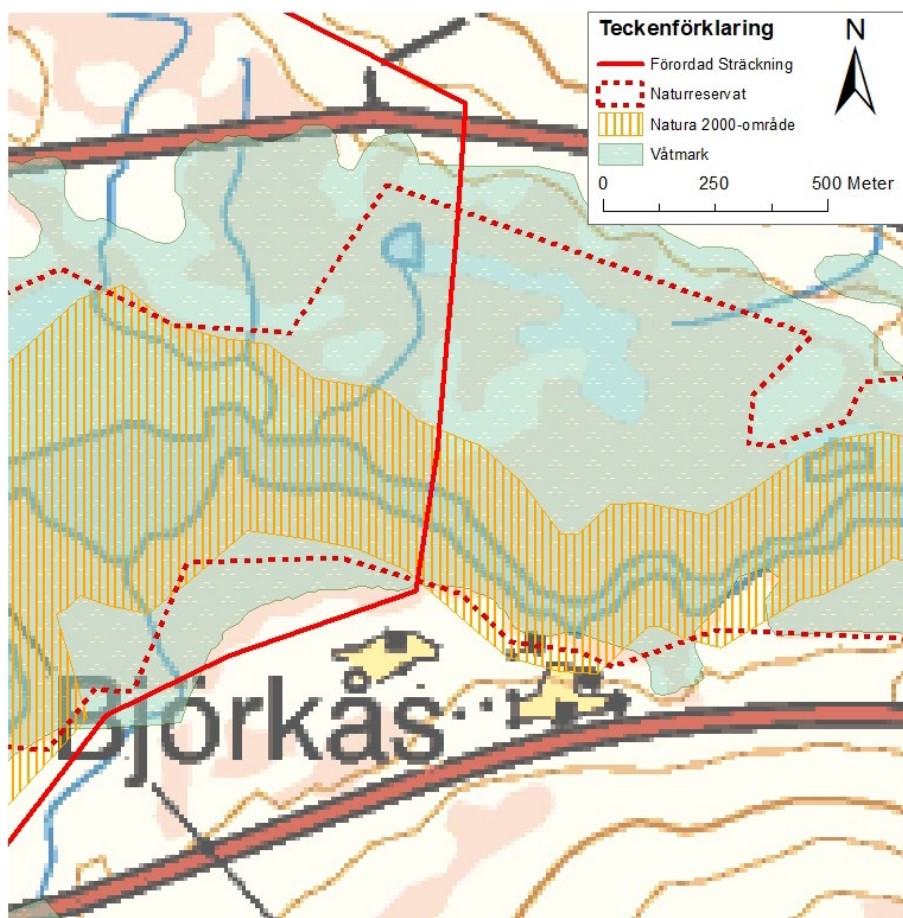 Teckenförklaring
Förordad Sträckning
Naturreservat
Natura 2000-område
Våtmark
N
0 250 500 Meter
Björkås